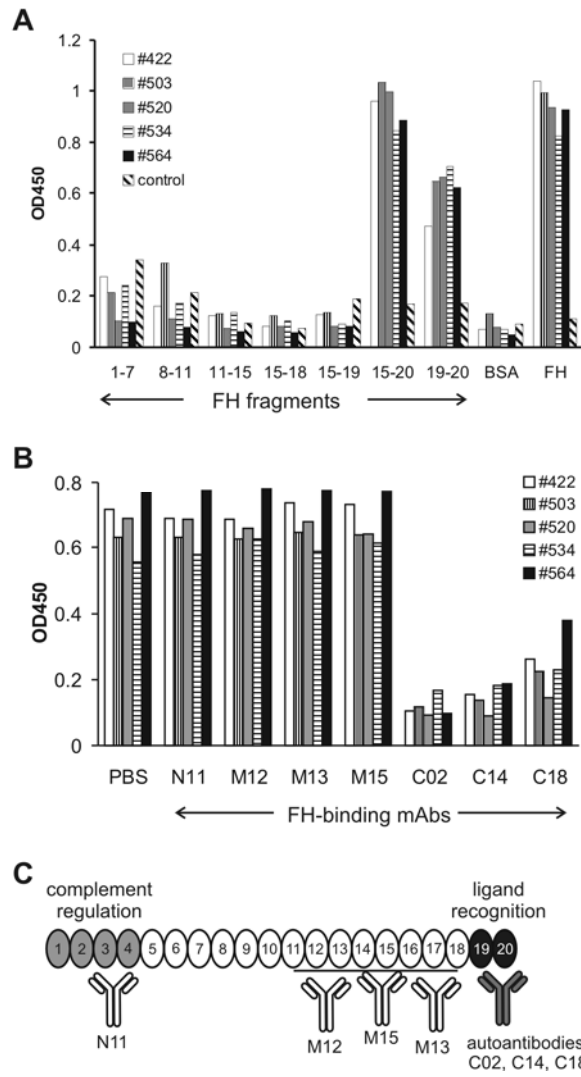 A
1.2
1
0.8
0.6
0.4
0.2
0
OD450
#422
#503
#520
#534
#564
control
1-7 8-11 11-15 15-18 15-19 15-20 19-20 BSA FH
FH fragments
B
0.8
0.6
0.4
0.2
0
OD450
#422
#503
#520
#534
#564
PBS N11 M12 M13 M15 C02 C14 C18
FH-binding mAbs
C
complement
regulation
ligand
recognition
1 2 3 4 5 6 7 8 9 10 11 12 13 14 15 16 17 18 19 20
N11
M12
M15
M13
autoantibodies
C02, C14, C18